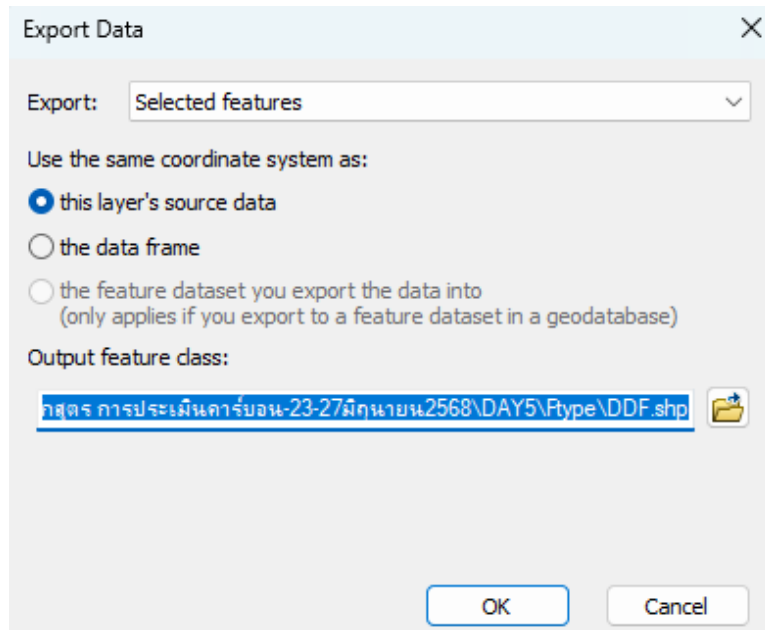 Export Data
Export: Selected features
Use the same coordinate system as:
this layer's source data
the data frame
the feature dataset you export the data into
(only applies if you export to a feature dataset in a geodatabase)
Output feature class:
กสูตร การประเมินคาร์บอน-23-27มิถุนายน2568\DAY5\Ftype\DDF.shp
OK Cancel